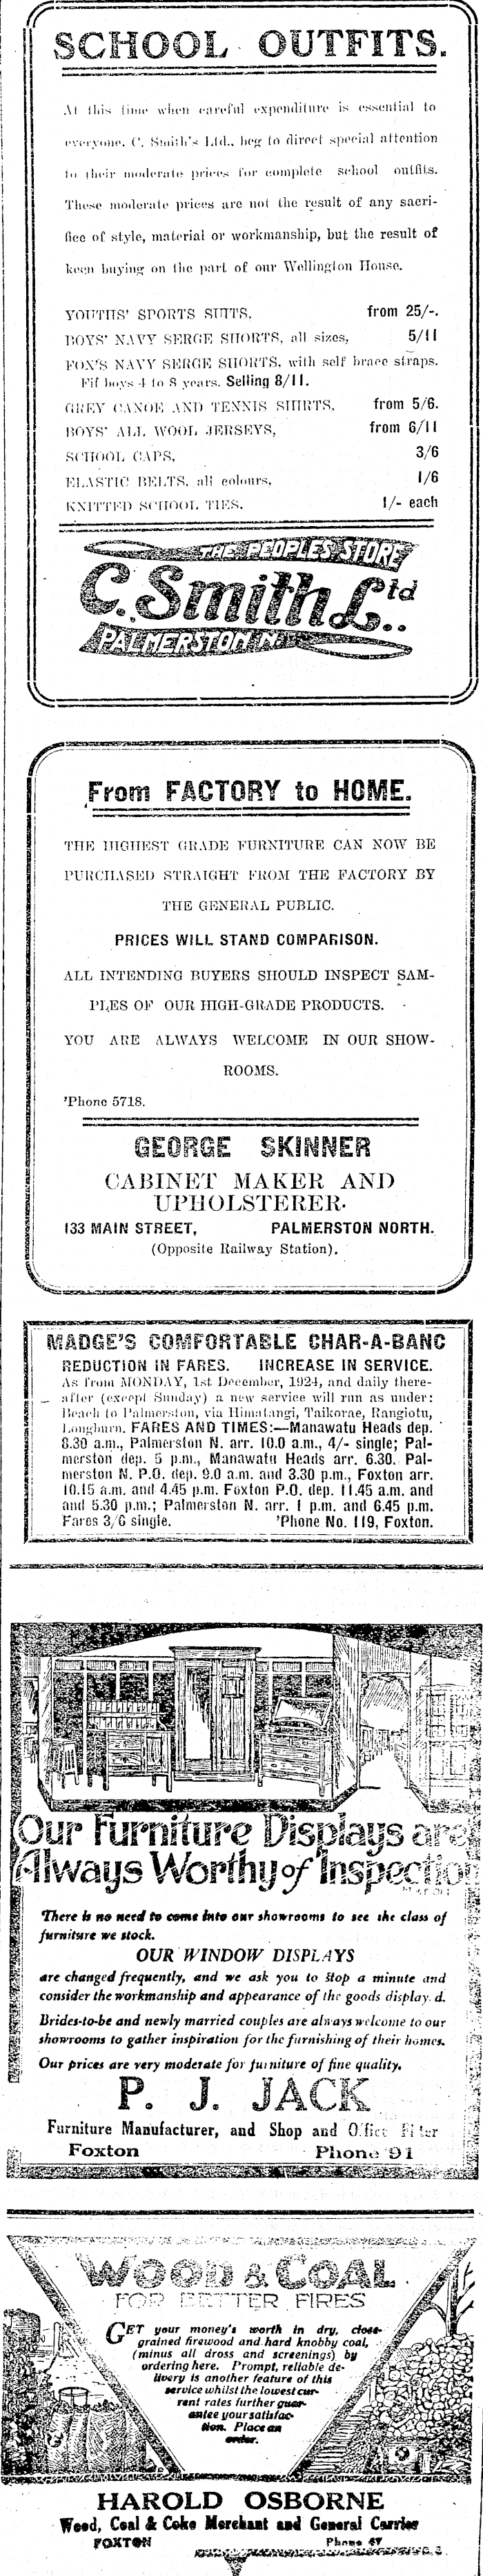 SCHOOL OUTFITS.
At this time when careful expenditure is essential to
everyone, C. Smith's Ltd., beg to direct special attention
to their moderate prices for complete school outfits.
These moderate prices are not the result of any sacri-
fice of style, material or workmanship, but the result of
keen buying on the part of our Wellington House.
YOUTHS' SPORTS SUITS, from 25/-.
BOYS' NAVY SERGE SHORTS, all sizes, 5/11
FOX'S NAVY SERGE SHORTS, with self brace straps.
Fif boys 4 to 8 years. Selling 8/11.
GREY CANOE AND TENNIS SHIRTS, from 5/6.
BOYS' ALL WOOL JERSEYS, from 6/11
SCHOOL CAPS, 3/6
ELASTIC BELTS, all colours, 1/6
KNITTED SCHOOL TIES, 1/- each
THE PEOPLES STORE
C. Smith Ltd..
PALMERSTON N.
From FACTORY to HOME.
THE HIGHEST GRADE FURNITURE CAN NOW BE
PURCHASED STRAIGHT FROM THE FACTORY BY
THE GENERAL PUBLIC.
PRICES WILL STAND COMPARISON.
ALL INTENDING BUYERS SHOULD INSPECT SAM-
PLES OF OUR HIGH-GRADE PRODUCTS.
YOU ARE ALWAYS WELCOME IN OUR SHOW-
ROOMS.
'Phone 5718.
GEORGE SKINNER
CABINET MAKER AND
UPHOLSTERER.
133 MAIN STREET, PALMERSTON NORTH.
(Opposite Railway Station).
MADGE'S COMFORTABLE CHAR-A-BANC
REDUCTION IN FARES. INCREASE IN SERVICE.
As from MONDAY, 1st December, 1924, and daily there-
after (except Sunday) a new service will run as under:
Beach to Palmerston, via Himatangi, Taikorae, Rangiotu,
Longburn. FARES AND TIMES:—Manawatu Heads dep.
8.30 a.m., Palmerston N. arr. 10.0 a.m., 4/- single; Pal-
merston dep. 5 p.m., Manawatu Heads arr. 6.30. Pal-
merston N. P.O. dep. 9.0 a.m. and 3.30 p.m., Foxton arr.
10.15 a.m. and 4.45 p.m. Foxton P.O. dep. 11.45 a.m. and
and 5.30 p.m.; Palmerston N. arr. 1 p.m. and 6.45 p.m.
Fares 3/6 single. 'Phone No. 119, Foxton.
Our Furniture Displays are
Always Worthy of Inspection
There is no need to come into our showrooms to see the class of
furniture we stock.
OUR WINDOW DISPLAYS
are changed frequently, and we ask you to stop a minute and
consider the workmanship and appearance of the goods display.d.
Brides-to-be and newly married couples are always welcome to our
showrooms to gather inspiration for the furnishing of their homes.
Our prices are very moderate for furniture of fine quality.
P. J. JACK
Furniture Manufacturer, and Shop and Office Fitter
Foxton Phone 91
WOOD & COAL
FOR BETTER FIRES
GET your money's worth in dry, close-
grained firewood and hard knobby coal,
(minus all dross and screenings) by
ordering here. Prompt, reliable de-
livery is another feature of this
service whilst the lowest cur-
rent rates further guar-
antee your satisfac-
tion. Place an
order.
HAROLD OSBORNE
Wood, Coal & Coke Merchant and General Carrier
FOXTON Phone 47